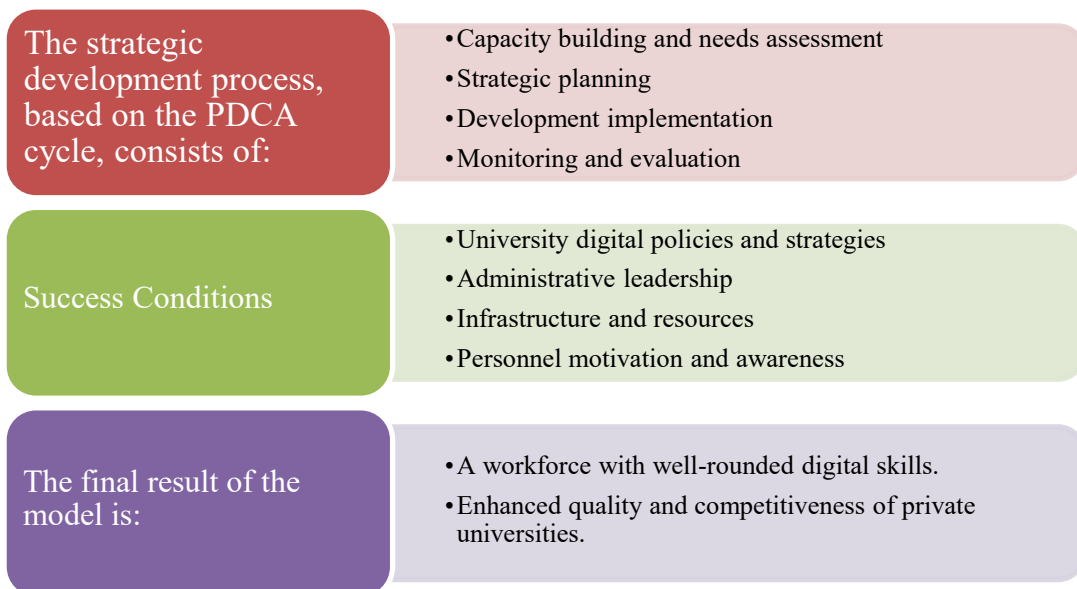 The strategic
development process,
based on the PDCA
cycle, consists of:
•Capacity building and needs assessment
•Strategic planning
•Development implementation
•Monitoring and evaluation
Success Conditions
•University digital policies and strategies
•Administrative leadership
•Infrastructure and resources
•Personnel motivation and awareness
The final result of the
model is:
•A workforce with well-rounded digital skills.
•Enhanced quality and competitiveness of private
universities.